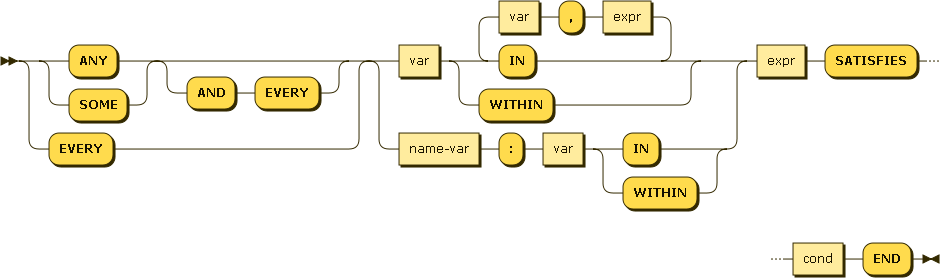 var , expr
ANY var IN expr SATISFIES
SOME AND EVERY WITHIN
EVERY name-var : var IN
WITHIN
cond END